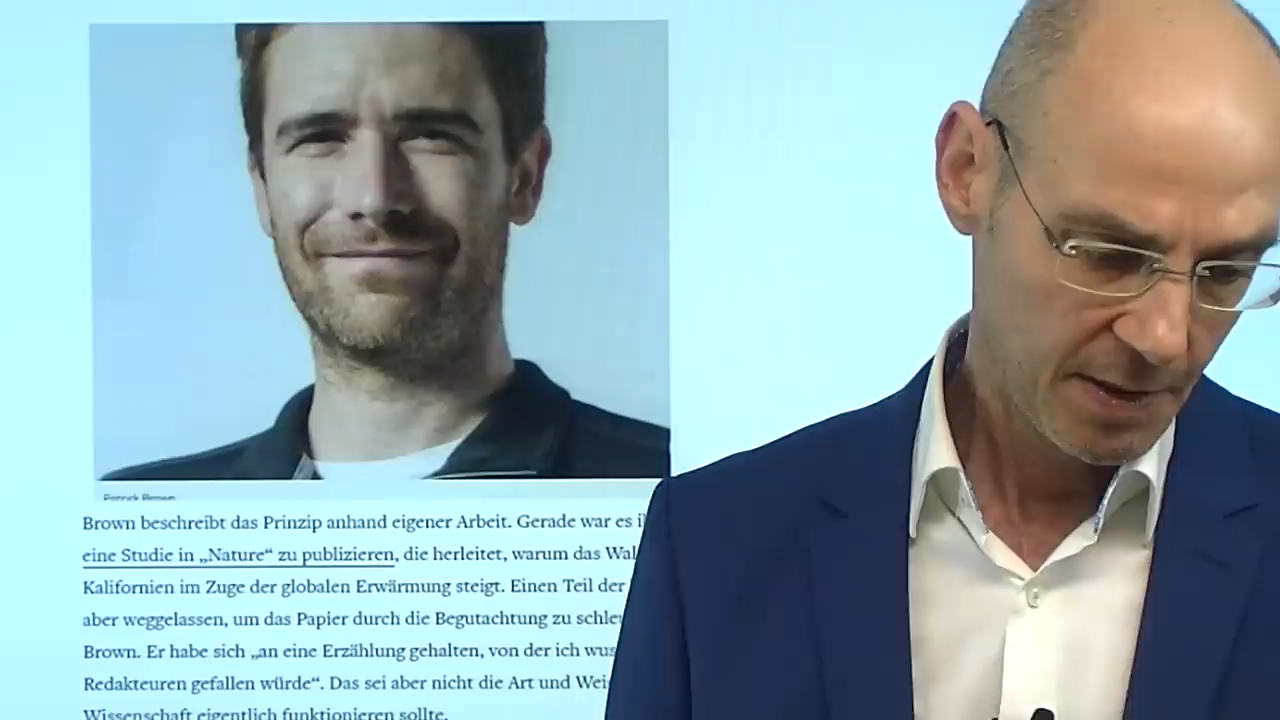 Patrick Brown
Brown beschreibt das Prinzip anhand eigener Arbeit. Gerade war es
eine Studie in „Nature“ zu publizieren, die herleitet, warum das
Kalifornien im Zuge der globalen Erwärmung steigt. Einen Teil der
aber weggelassen, um das Papier durch die Begutachtung zu
Brown. Er habe sich „an eine Erzählung gehalten, von der ich
Redakteuren gefallen würde“. Das sei aber nicht die Art und
Wissenschaft eigentlich funktionieren sollte.